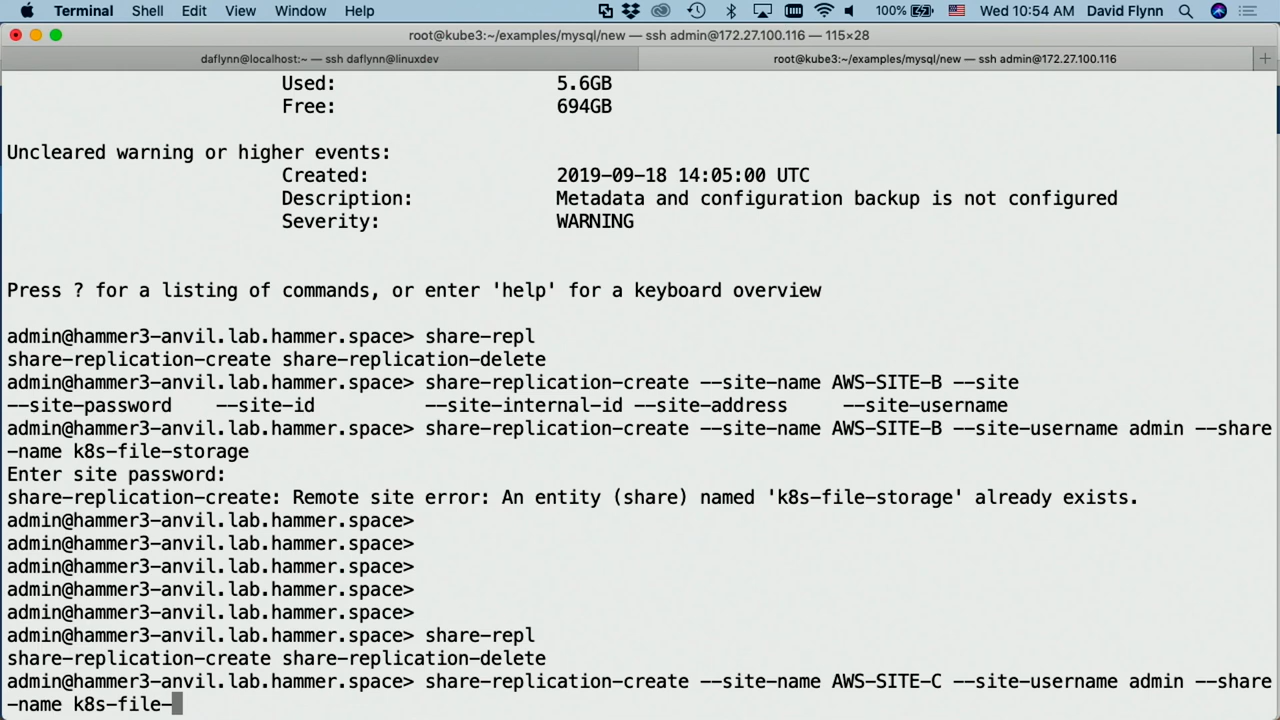 Terminal Shell Edit View Window Help 100% Wed 10:54 AM David Flynn
root@kube3:~/examples/mysql/new — ssh admin@172.27.100.116 — 115×28
daflynn@localhost:~ — ssh daflynn@linuxdev root@kube3:~/examples/mysql/new — ssh admin@172.27.100.116 +
Used: 5.6GB
Free: 694GB
Uncleared warning or higher events:
Created: 2019-09-18 14:05:00 UTC
Description: Metadata and configuration backup is not configured
Severity: WARNING
Press ? for a listing of commands, or enter 'help' for a keyboard overview
admin@hammer3-anvil.lab.hammer.space> share-repl
share-replication-create share-replication-delete
admin@hammer3-anvil.lab.hammer.space> share-replication-create --site-name AWS-SITE-B --site
--site-password --site-id --site-internal-id --site-address --site-username
admin@hammer3-anvil.lab.hammer.space> share-replication-create --site-name AWS-SITE-B --site-username admin --share
-name k8s-file-storage
Enter site password:
share-replication-create: Remote site error: An entity (share) named 'k8s-file-storage' already exists.
admin@hammer3-anvil.lab.hammer.space>
admin@hammer3-anvil.lab.hammer.space>
admin@hammer3-anvil.lab.hammer.space>
admin@hammer3-anvil.lab.hammer.space>
admin@hammer3-anvil.lab.hammer.space>
admin@hammer3-anvil.lab.hammer.space> share-repl
share-replication-create share-replication-delete
admin@hammer3-anvil.lab.hammer.space> share-replication-create --site-name AWS-SITE-C --site-username admin --share
-name k8s-file-